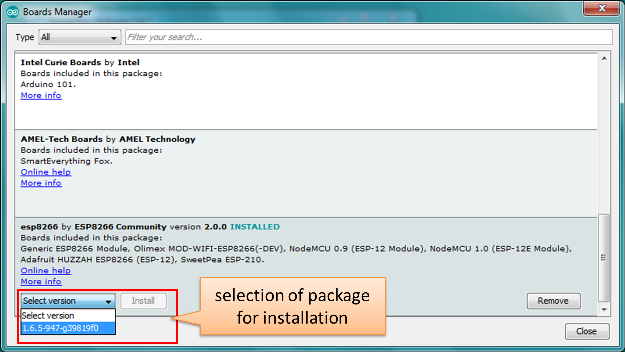 Boards Manager
Type All Filter your search...
Intel Curie Boards by Intel
Boards included in this package:
Arduino 101.
More info
AMEL-Tech Boards by AMEL Technology
Boards included in this package:
SmartEverything Fox.
Online help
More info
esp8266 by ESP8266 Community version 2.0.0 INSTALLED
Boards included in this package:
Generic ESP8266 Module, Olimex MOD-WIFI-ESP8266(-DEV), NodeMCU 0.9 (ESP-12 Module), NodeMCU 1.0 (ESP-12E Module),
Adafruit HUZZAH ESP8266 (ESP-12), SweetPea ESP-210.
Online help
More info
Select version Install
Select version
1.6.5-947-g39819f0
selection of package
for installation
Remove
Close